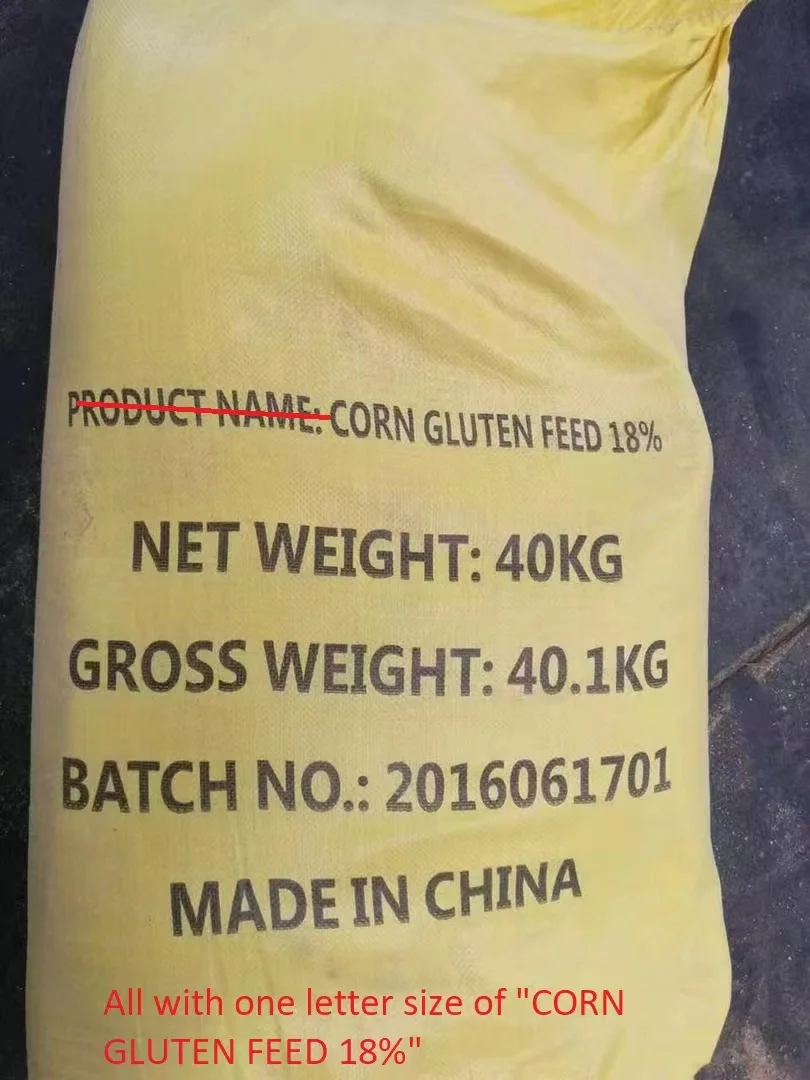 PRODUCT NAME: CORN GLUTEN FEED 18%
NET WEIGHT: 40KG
GROSS WEIGHT: 40.1KG
BATCH NO.: 2016061701
MADE IN CHINA
All with one letter size of "CORN
GLUTEN FEED 18%"